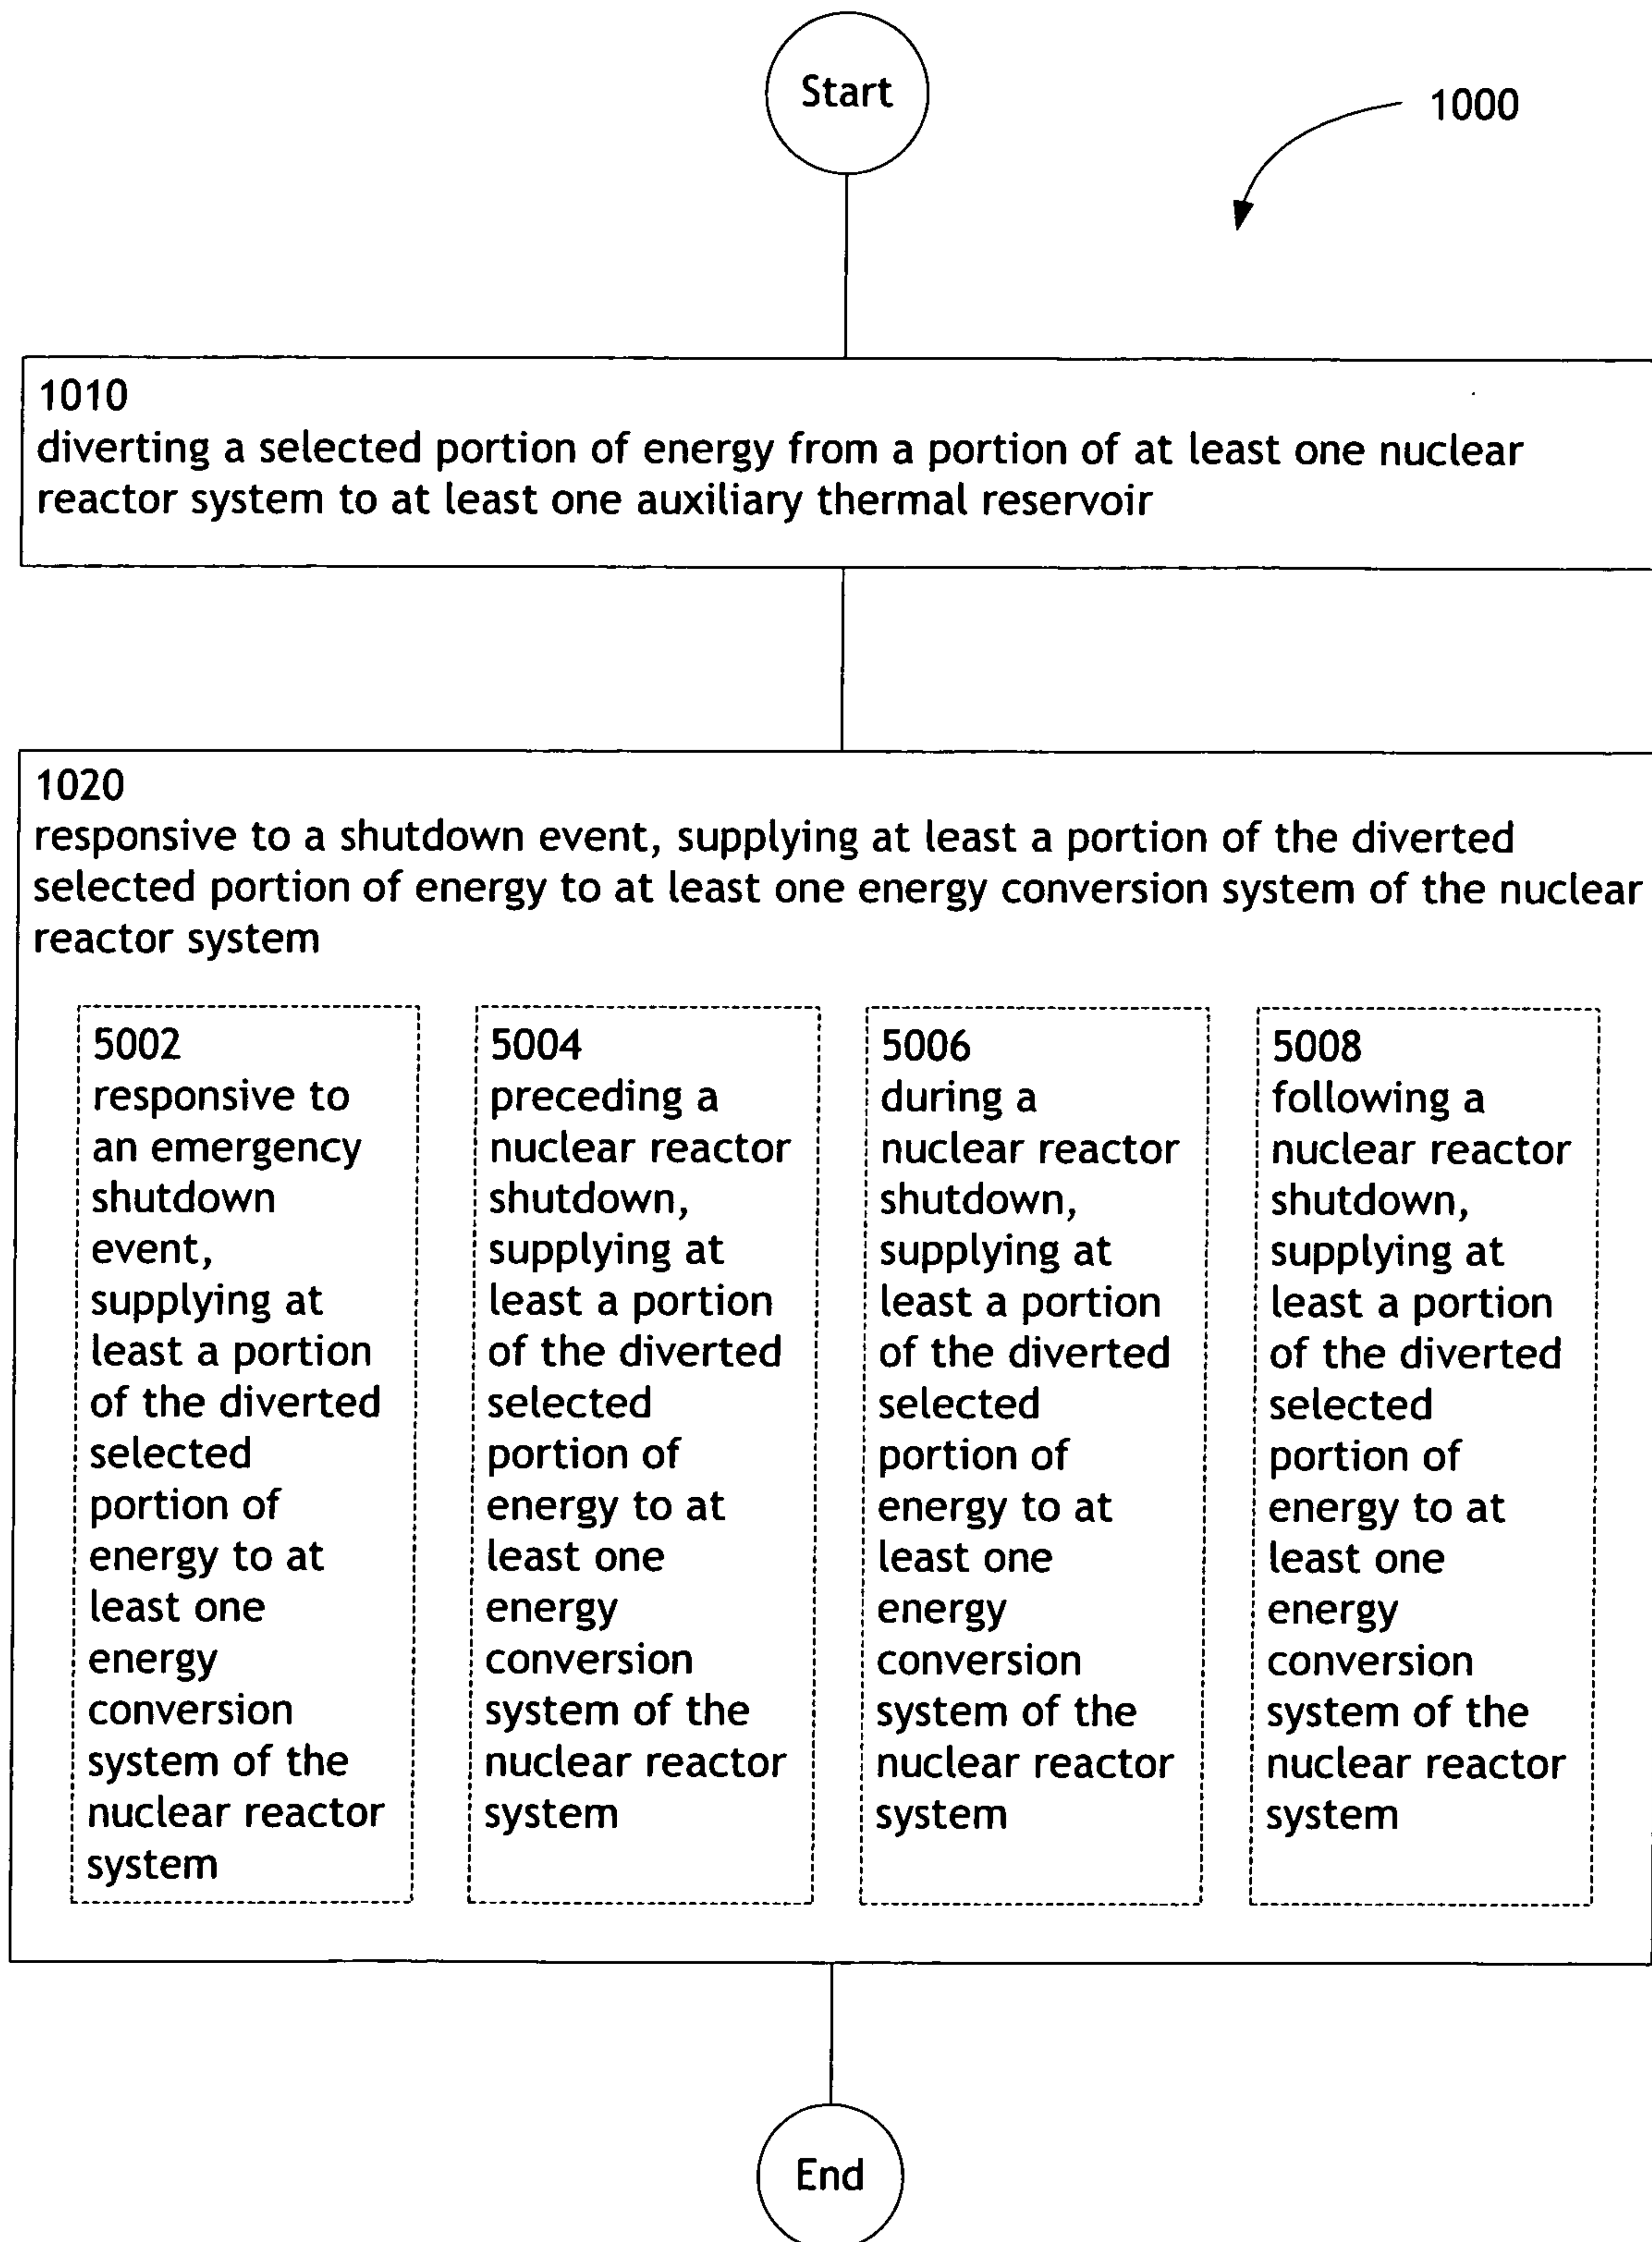 Start
1000
1010
diverting a selected portion of energy from a portion of at least one nuclear
reactor system to at least one auxiliary thermal reservoir
1020
responsive to a shutdown event, supplying at least a portion of the diverted
selected portion of energy to at least one energy conversion system of the nuclear
reactor system
5002
responsive to
an emergency
shutdown
event,
supplying at
least a portion
of the diverted
selected
portion of
energy to at
least one
energy
conversion
system of the
nuclear reactor
system
5004
preceding a
nuclear reactor
shutdown,
supplying at
least a portion
of the diverted
selected
portion of
energy to at
least one
energy
conversion
system of the
nuclear reactor
system
5006
during a
nuclear reactor
shutdown,
supplying at
least a portion
of the diverted
selected
portion of
energy to at
least one
energy
conversion
system of the
nuclear reactor
system
5008
following a
nuclear reactor
shutdown,
supplying at
least a portion
of the diverted
selected
portion of
energy to at
least one
energy
conversion
system of the
nuclear reactor
system
End